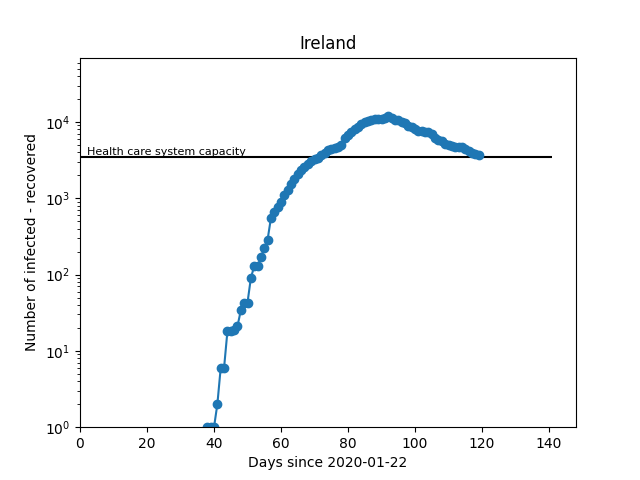 Ireland
Number of infected - recovered
10^4
10^3
10^2
10^1
10^0
Health care system capacity
0 20 40 60 80 100 120 140
Days since 2020-01-22